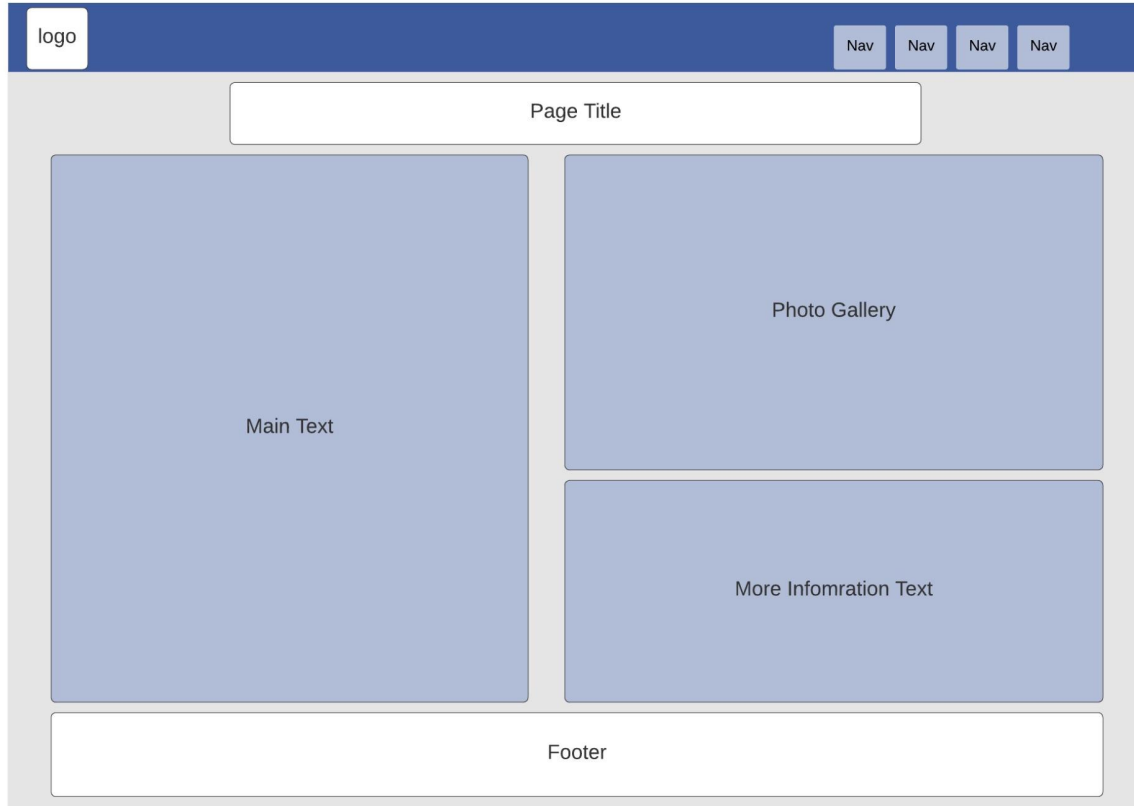 logo
Nav
Nav
Nav
Nav
Page Title
Main Text
Photo Gallery
More Infomration Text
Footer